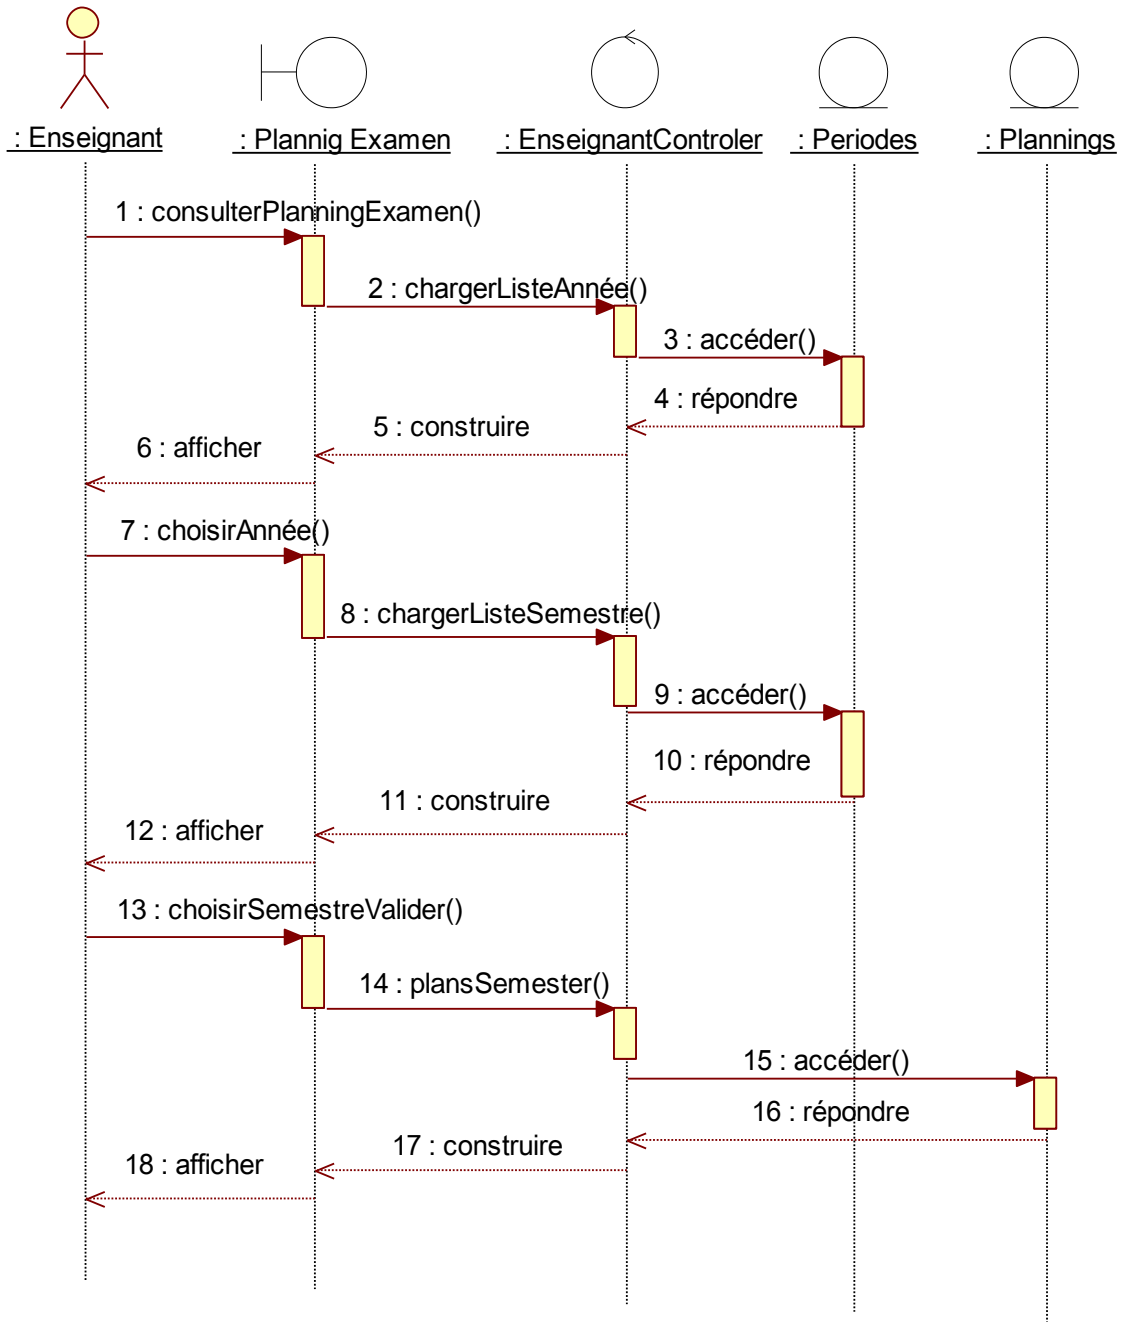 : Enseignant
: Plannig Examen
: EnseignantControler
: Periodes
: Plannings
1 : consulterPlanningExamen()
2 : chargerListeAnnée()
3 : accéder()
4 : répondre
5 : construire
6 : afficher
7 : choisirAnnée()
8 : chargerListeSemestre()
9 : accéder()
10 : répondre
11 : construire
12 : afficher
13 : choisirSemestreValider()
14 : plansSemester()
15 : accéder()
16 : répondre
17 : construire
18 : afficher